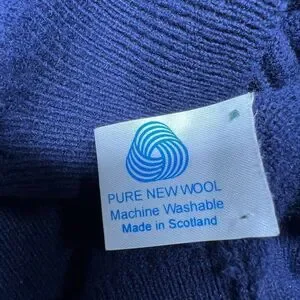 PURE NEW WOOL
Machine Washable
Made in Scotland